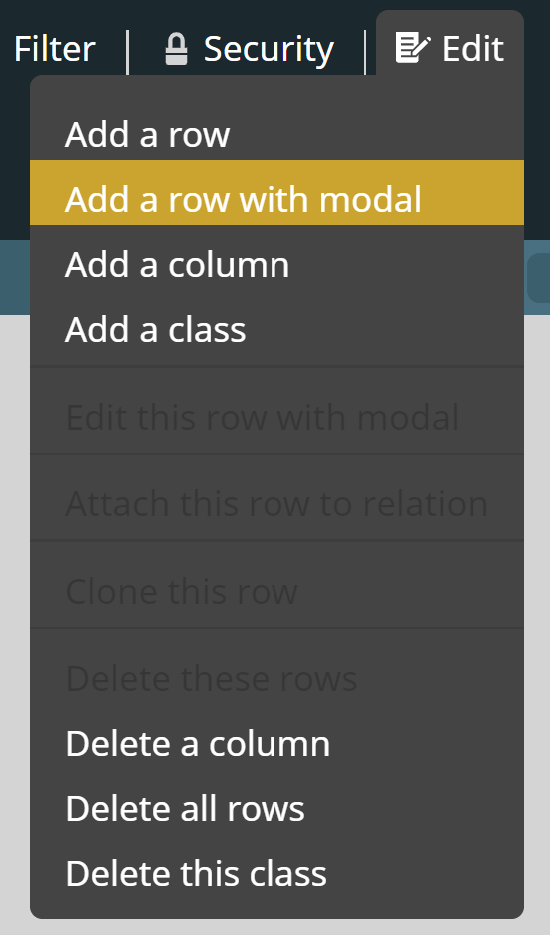 Filter
Security
Edit
Add a row
Add a row with modal
Add a column
Add a class
Edit this row with modal
Attach this row to relation
Clone this row
Delete these rows
Delete a column
Delete all rows
Delete this class